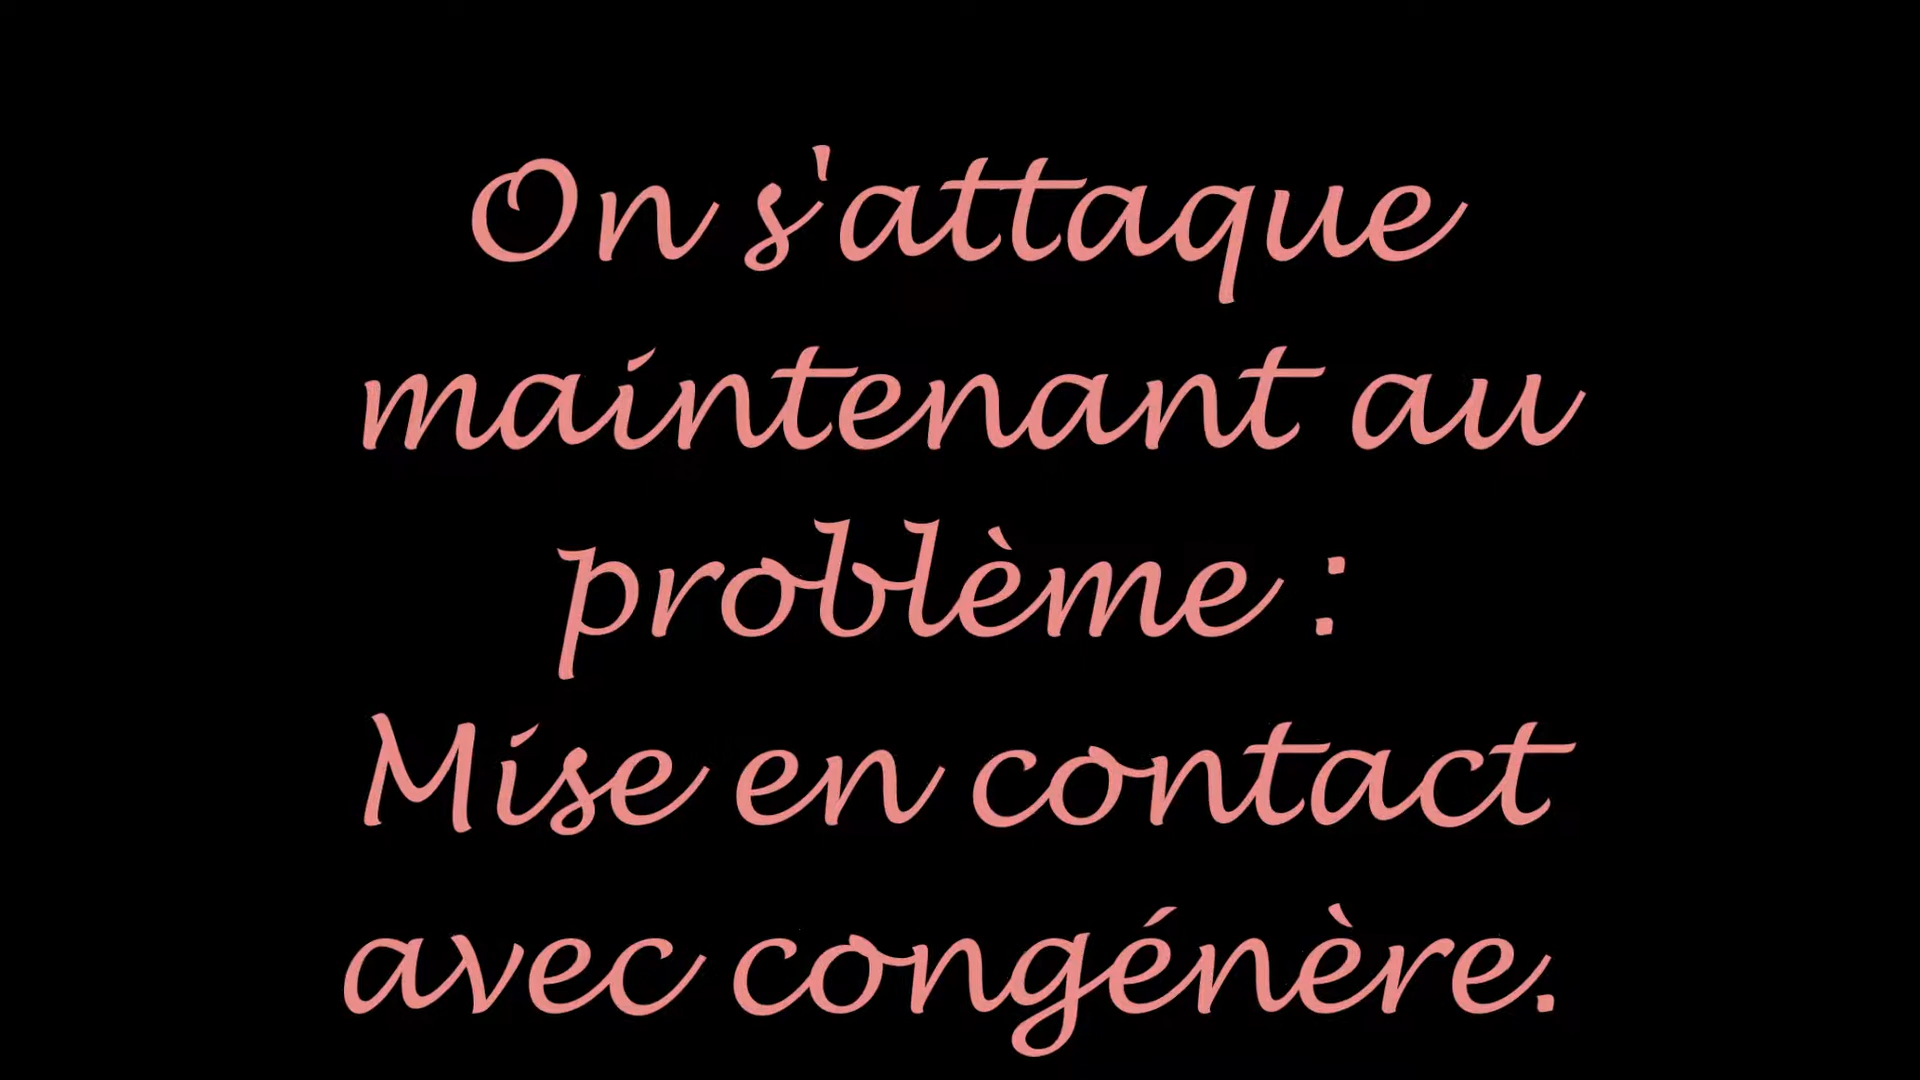 On s'attaque
maintenant au
problème :
Mise en contact
avec congénère.